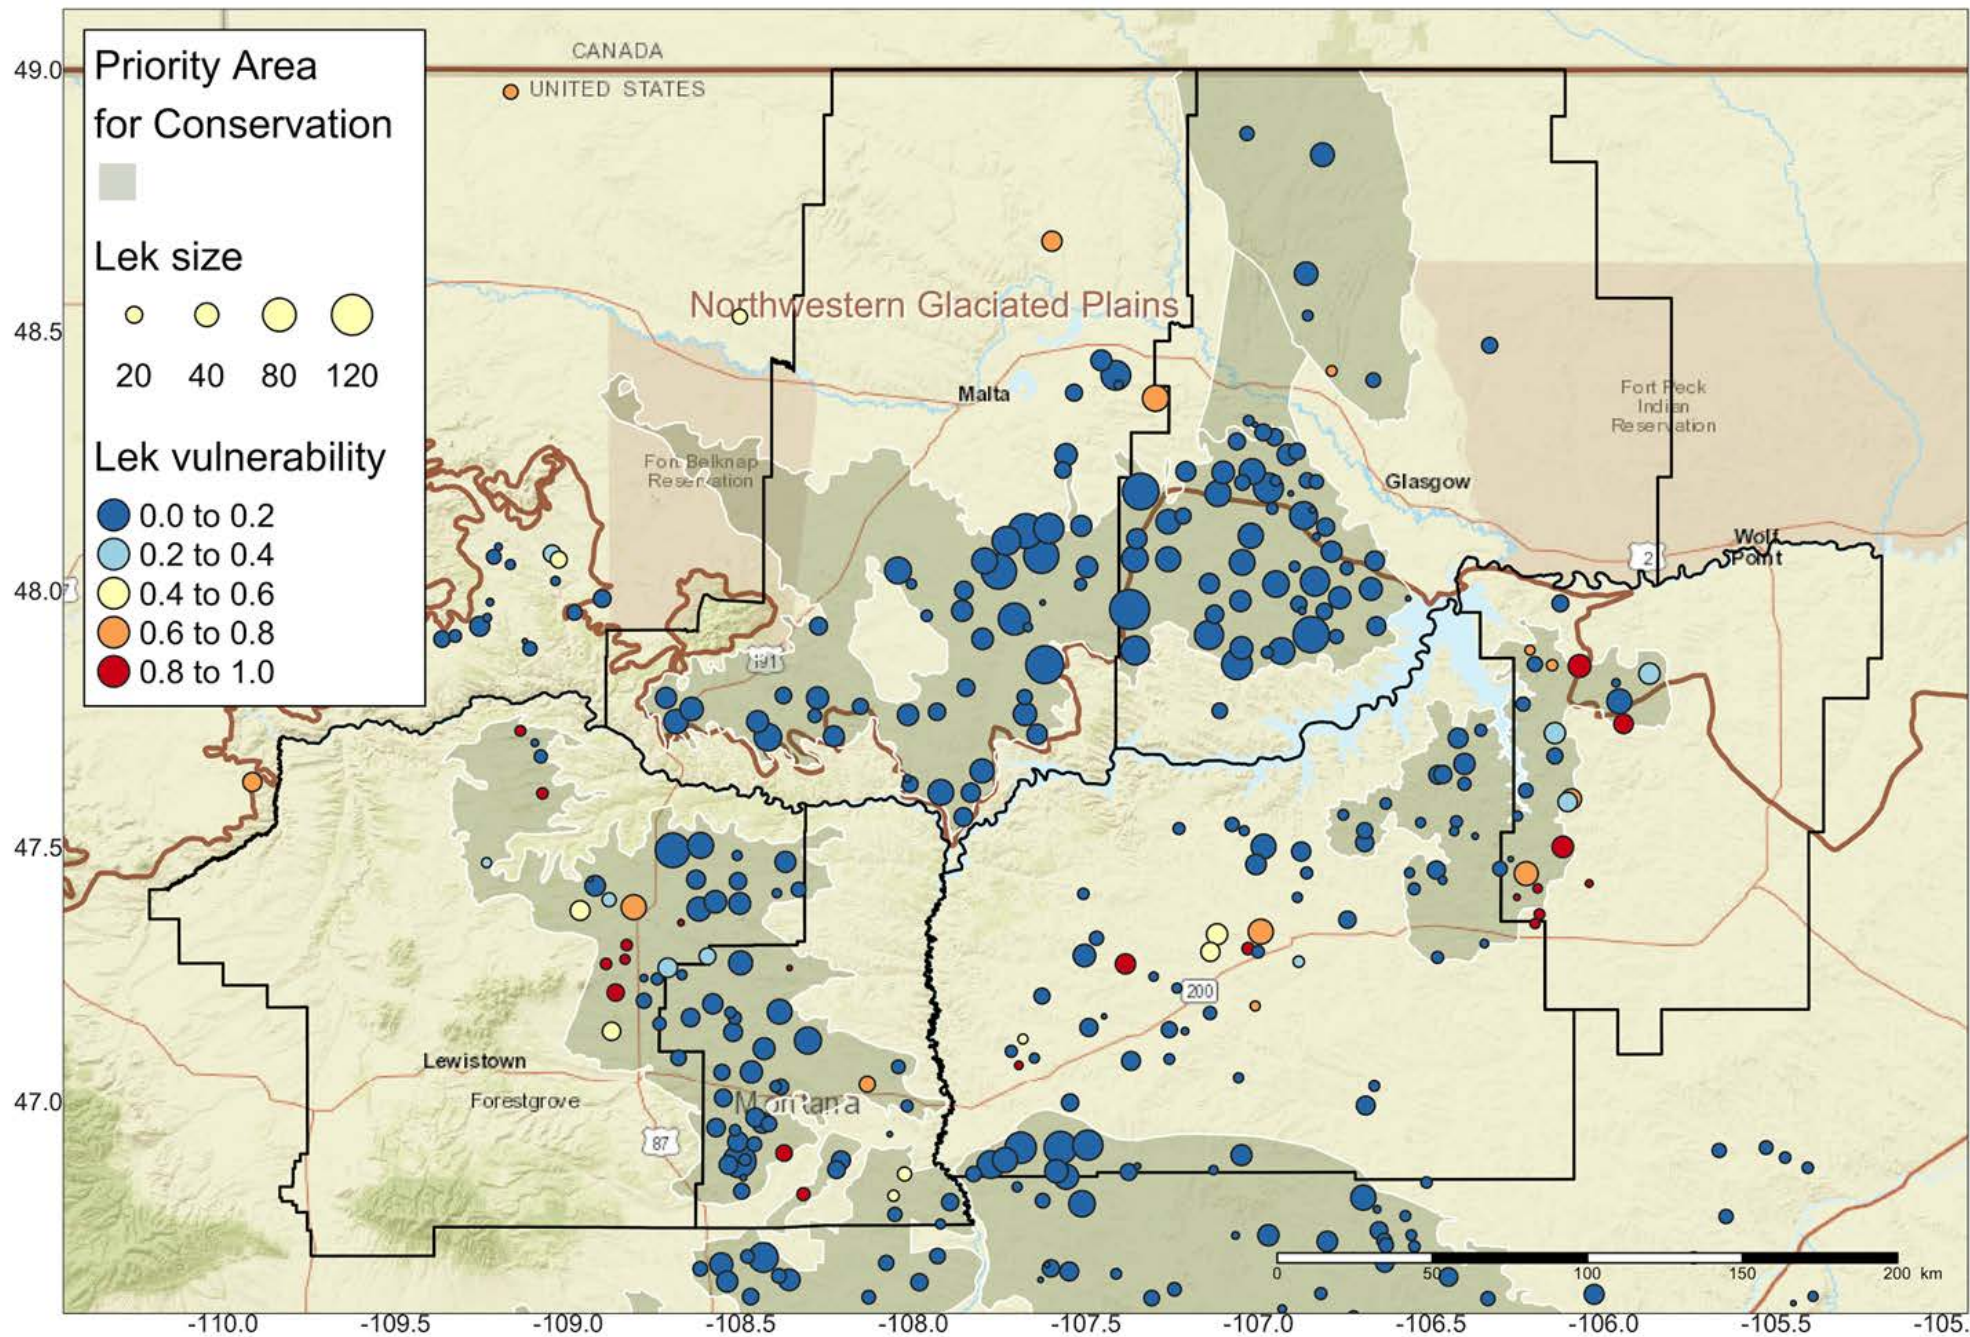 CANADA
UNITED STATES
Priority Area
for Conservation
Lek size
20 40 80 120
Lek vulnerability
0.0 to 0.2
0.2 to 0.4
0.4 to 0.6
0.6 to 0.8
0.8 to 1.0
Northwestern Glaciated Plains
Malta
Fort Peck
Indian
Reservation
Fort Belknap
Reservation
Glasgow
Wolf
Point
2
191
200
Lewistown
Forestgrove
Montana
87
0 50 100 150 200 km
49.0
48.5
48.0
47.5
47.0
-110.0 -109.5 -109.0 -108.5 -108.0 -107.5 -107.0 -106.5 -106.0 -105.